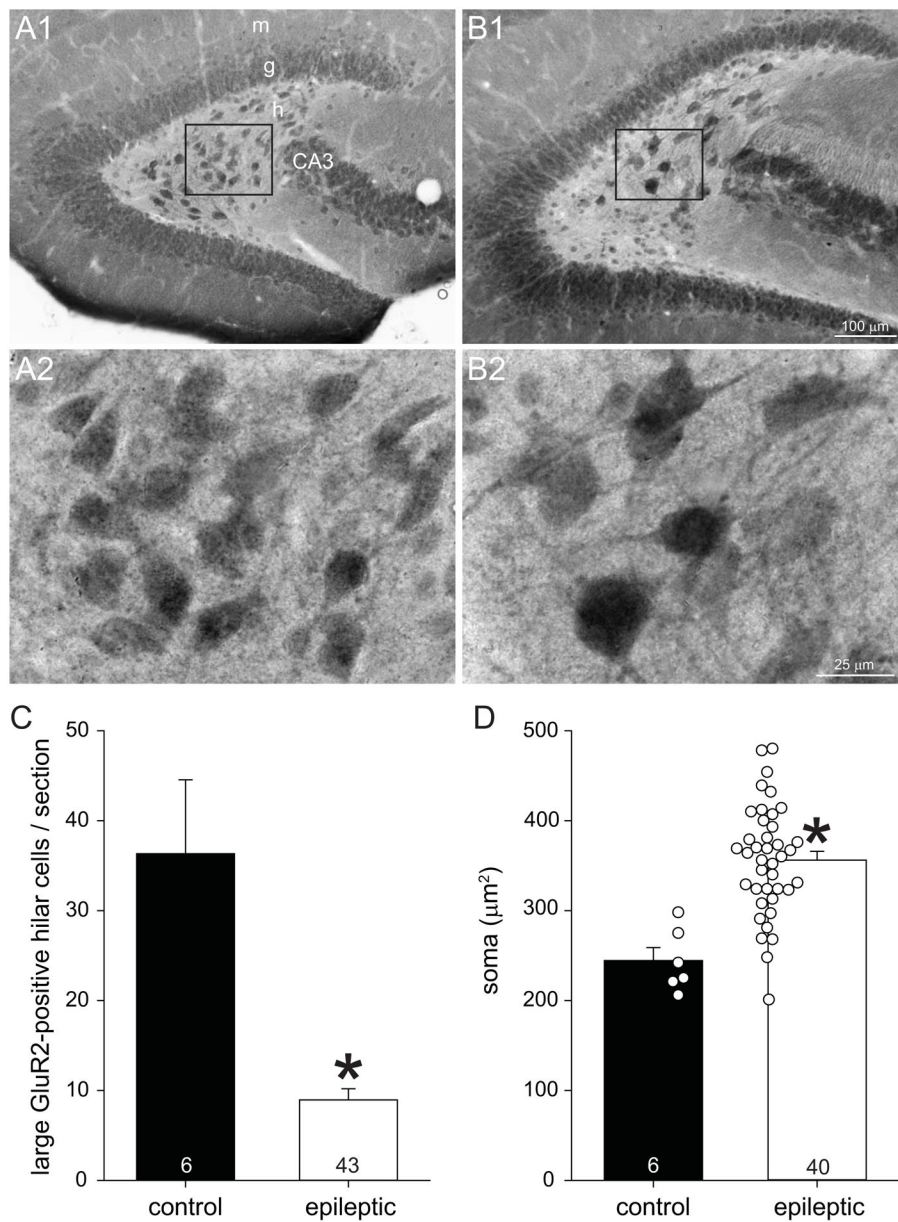 A1
m
g
h
CA3
B1
100 μm
A2
B2
25 μm
C
large GluR2-positive hilar cells / section
50
40
30
20
10
0
6
43
*
control
epileptic
D
soma (μm²)
500
400
300
200
100
0
6
40
*
control
epileptic